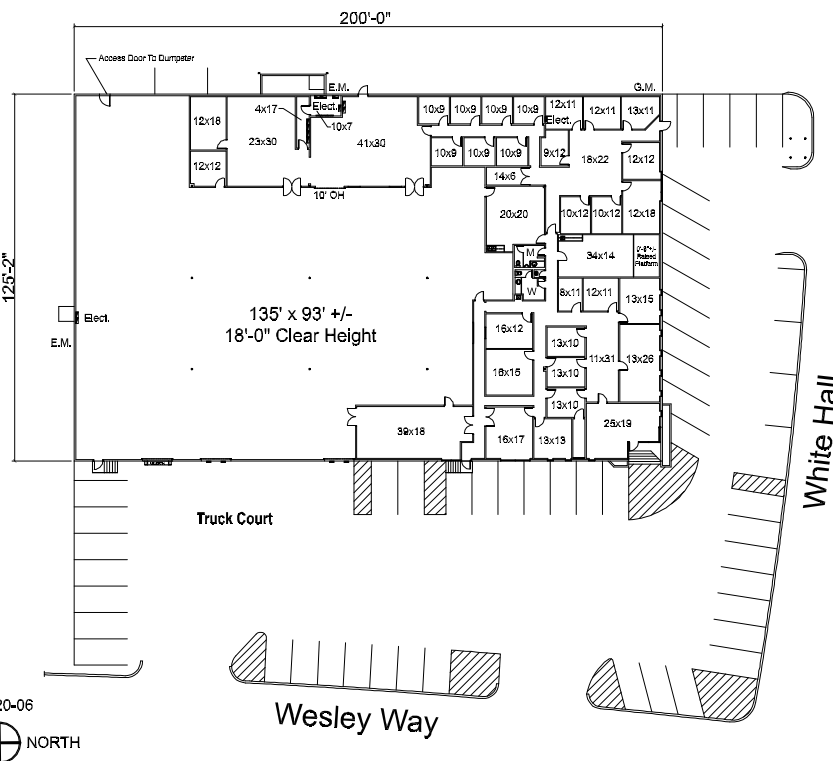 200'-0"
Access Door To Dumpster
E.M.
G.M.
125'-2"
12x18
4x17
Elect.
10x7
23x30
41x30
12x12
10' OH
10x9
10x9
10x9
10x9
12x11
Elect.
12x11
13x11
10x9
10x9
10x9
9x12
18x22
12x12
14x6
20x20
10x12
10x12
12x18
M
W
34x14
Raised
Platform
8x11
12x11
13x15
Elect.
E.M.
135' x 93' +/-
18'-0" Clear Height
16x12
13x10
11x31
13x26
13x10
13x10
39x18
16x17
13x13
25x19
White Hall
Truck Court
Wesley Way
20-06
NORTH